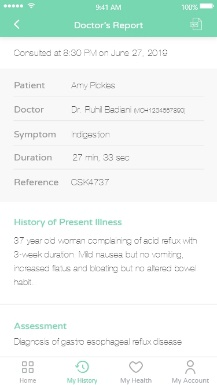 9:41 AM
100%
Doctor's Report
Consulted at 8:30 PM on June 27, 2019
Patient Amy Pickes
Doctor Dr. Ruhil Badiani (MCH1234567890)
Symptom Indigestion
Duration 27 min, 33 sec
Reference CSK4737
History of Present Illness
37 year old woman complaining of acid reflux with
3-week duration. Mild nausea but no vomiting,
increased flatus and bloating but no altered bowel
habit.
Assessment
Diagnosis of gastro esophageal reflux disease
Home My History My Health My Account